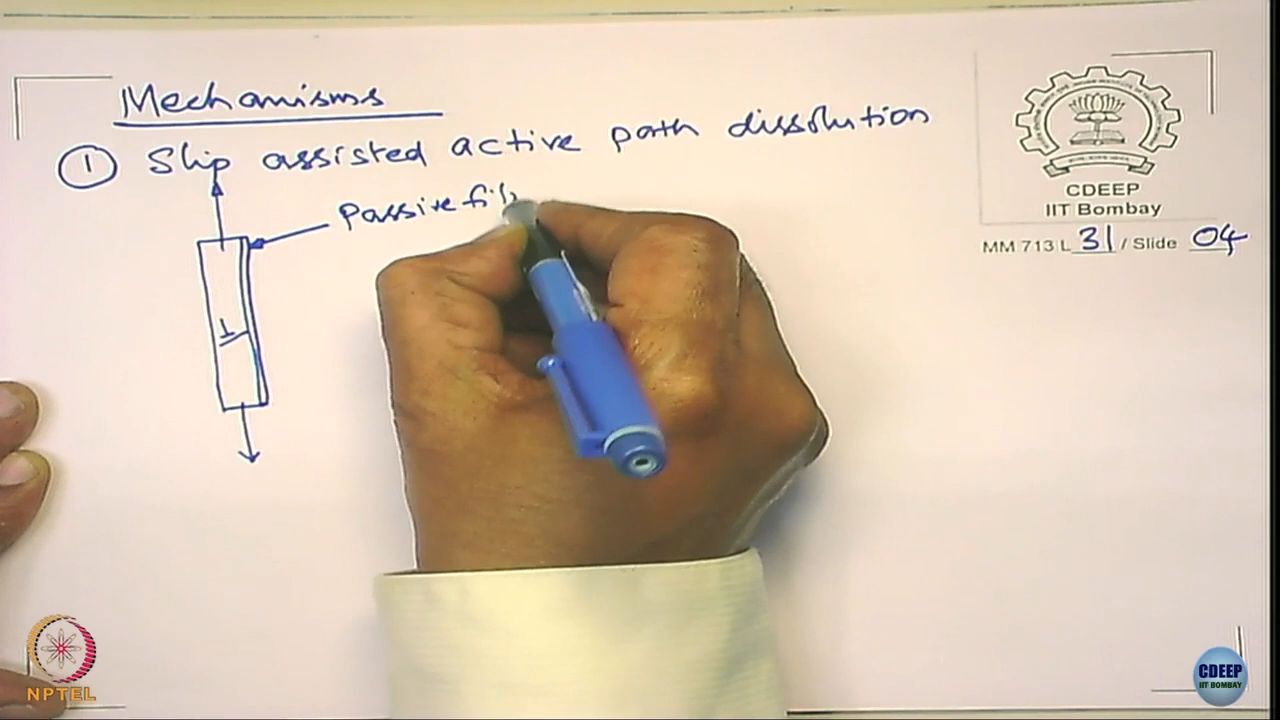 Mechanisms
① Slip assisted active path dissolution
Passive fil
CDEEP
IIT Bombay
MM 713 L 31 / Slide 04
NPTEL
CDEEP
IIT BOMBAY